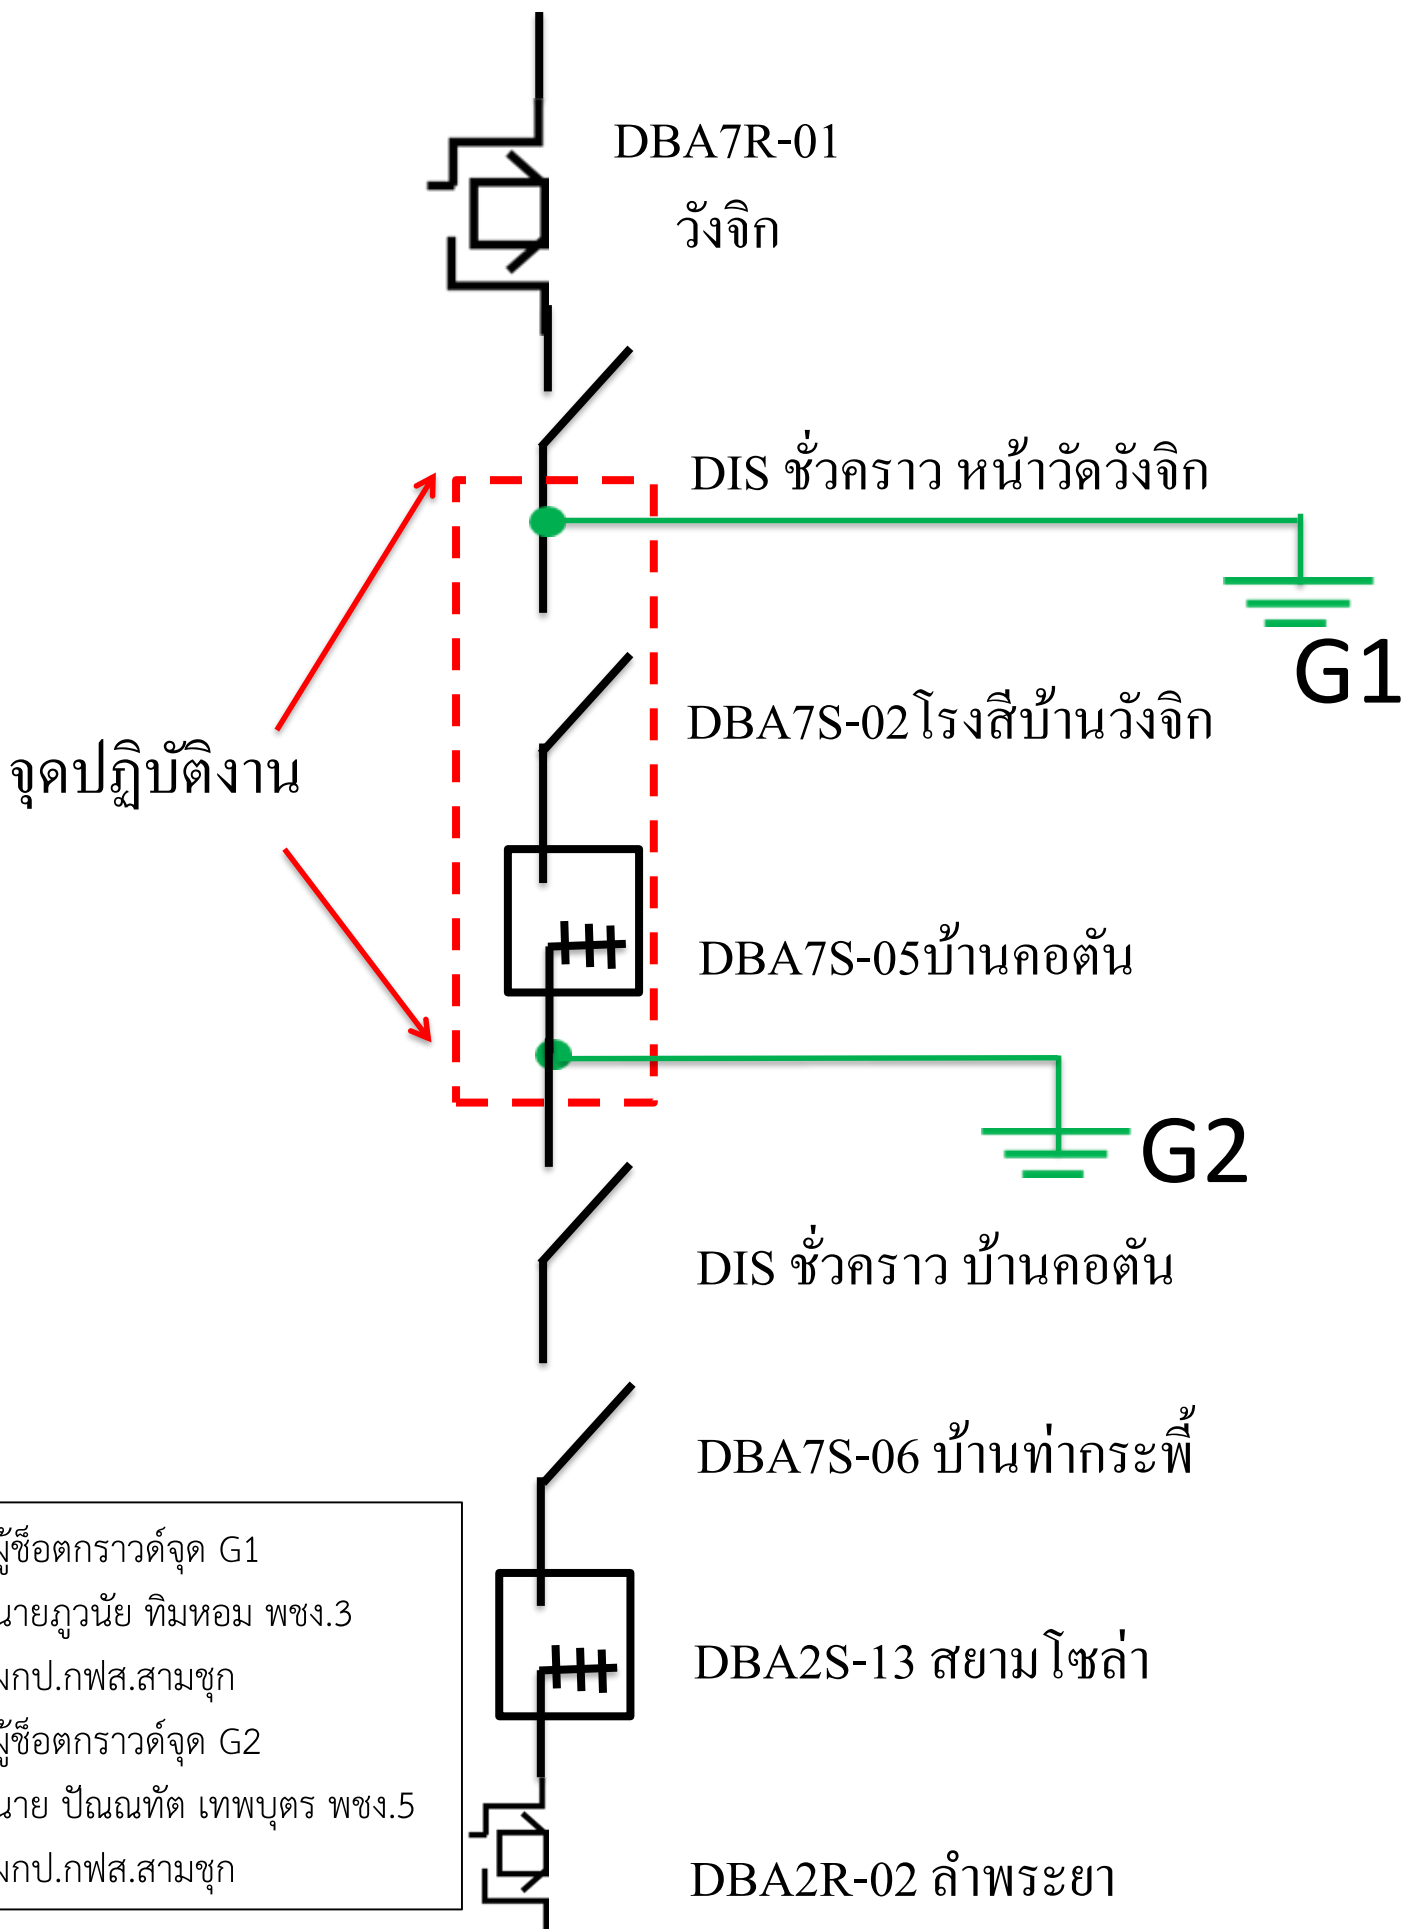 DBA7R-01
วังจิก
DIS ชั่วคราว หน้าวัดวังจิก
G1
DBA7S-02โรงสีบ้านวังจิก
จุดปฏิบัติงาน
DBA7S-05บ้านคอตัน
G2
DIS ชั่วคราว บ้านคอตัน
DBA7S-06 บ้านท่ากระพี้
DBA2S-13 สยามโซล่า
DBA2R-02 ลำพระยา
ผู้ช็อตกราวด์จุด G1
นายภูวนัย ทิมหอม พชง.3
ผกป.กฟส.สามชุก
ผู้ช็อตกราวด์จุด G2
นาย ปัณณทัต เทพบุตร พชง.5
ผกป.กฟส.สามชุก